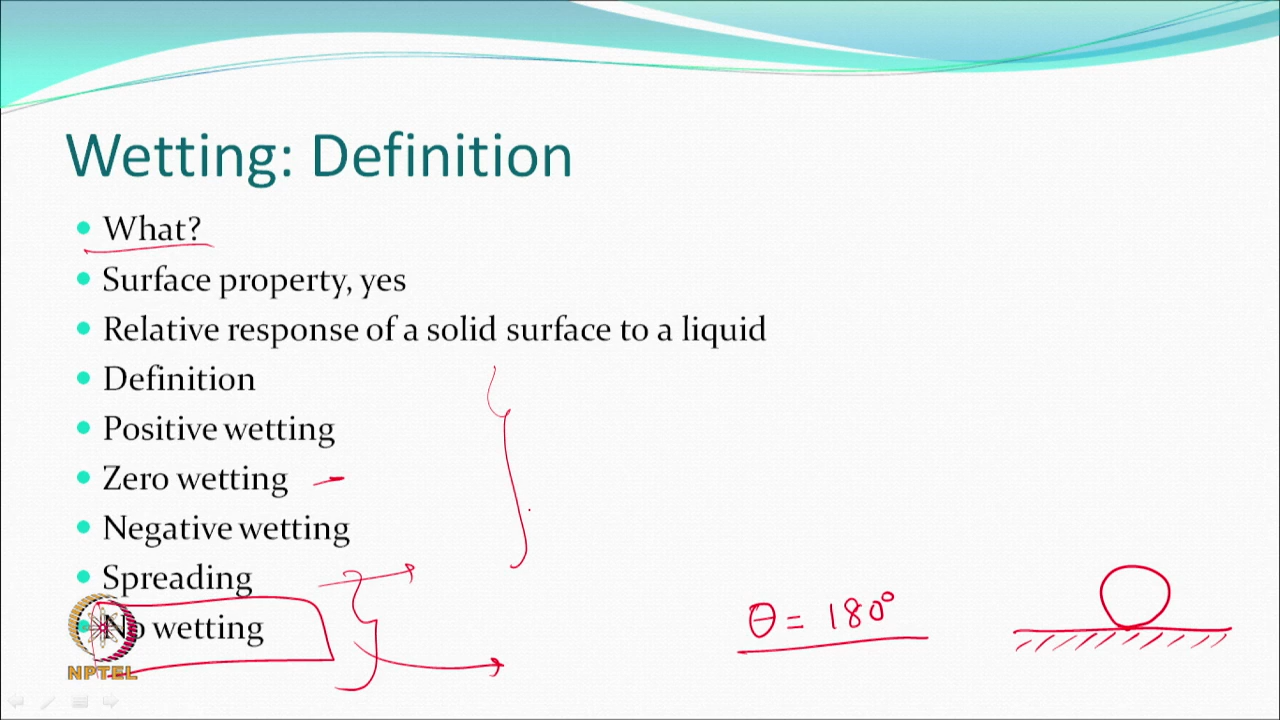 Wetting: Definition
What?
Surface property, yes
Relative response of a solid surface to a liquid
Definition
Positive wetting
Zero wetting
Negative wetting
Spreading
No wetting
θ = 180°
NPTEL